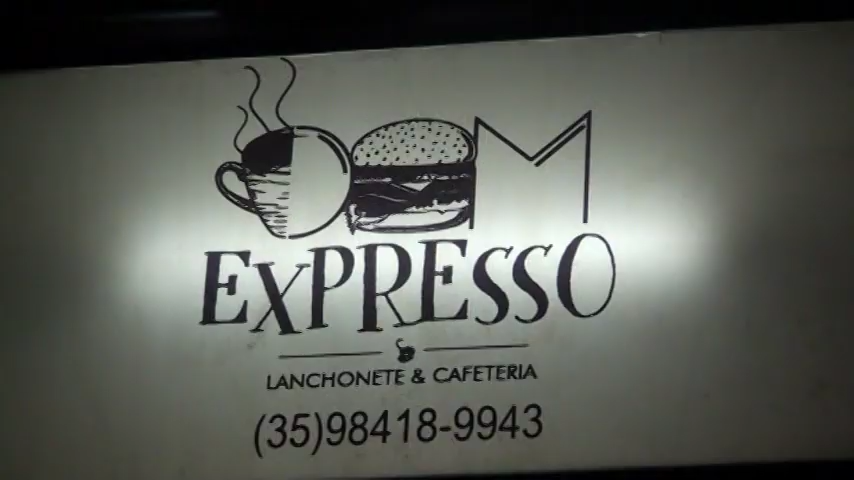 DOM
EXPRESSO
LANCHONETE & CAFETERIA
(35)98418-9943